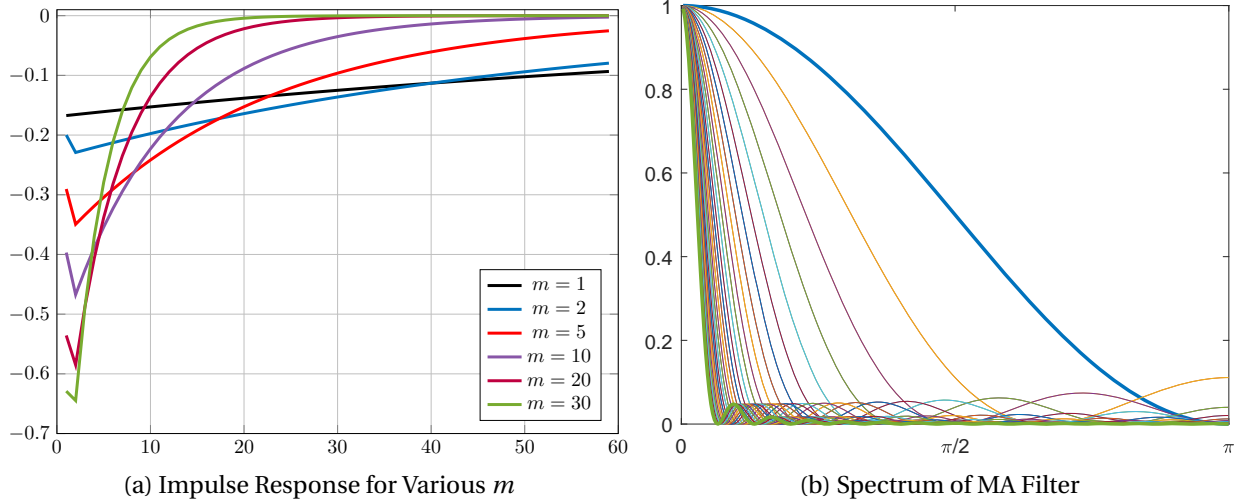 0
−0.1
−0.2
−0.3
−0.4
−0.5
−0.6
−0.7
0 10 20 30 40 50 60
m = 1
m = 2
m = 5
m = 10
m = 20
m = 30
(a) Impulse Response for Various m
1
0.8
0.6
0.4
0.2
0
0 π/2 π
(b) Spectrum of MA Filter